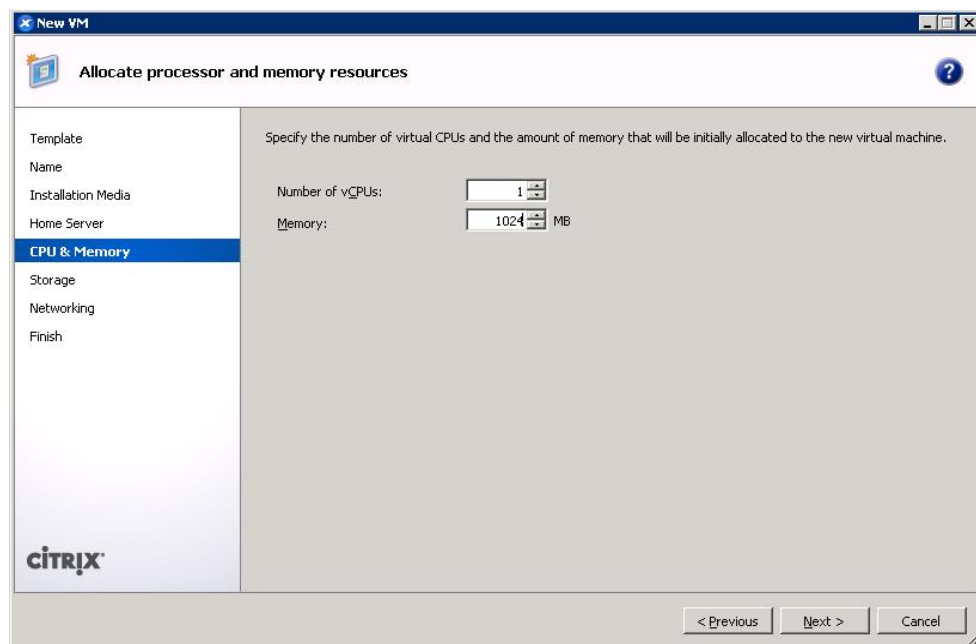 New VM
Allocate processor and memory resources
Template
Name
Installation Media
Home Server
CPU & Memory
Storage
Networking
Finish
Specify the number of virtual CPUs and the amount of memory that will be initially allocated to the new virtual machine.
Number of vCPUs: 1
Memory: 1024 MB
CITRIX
< Previous Next > Cancel